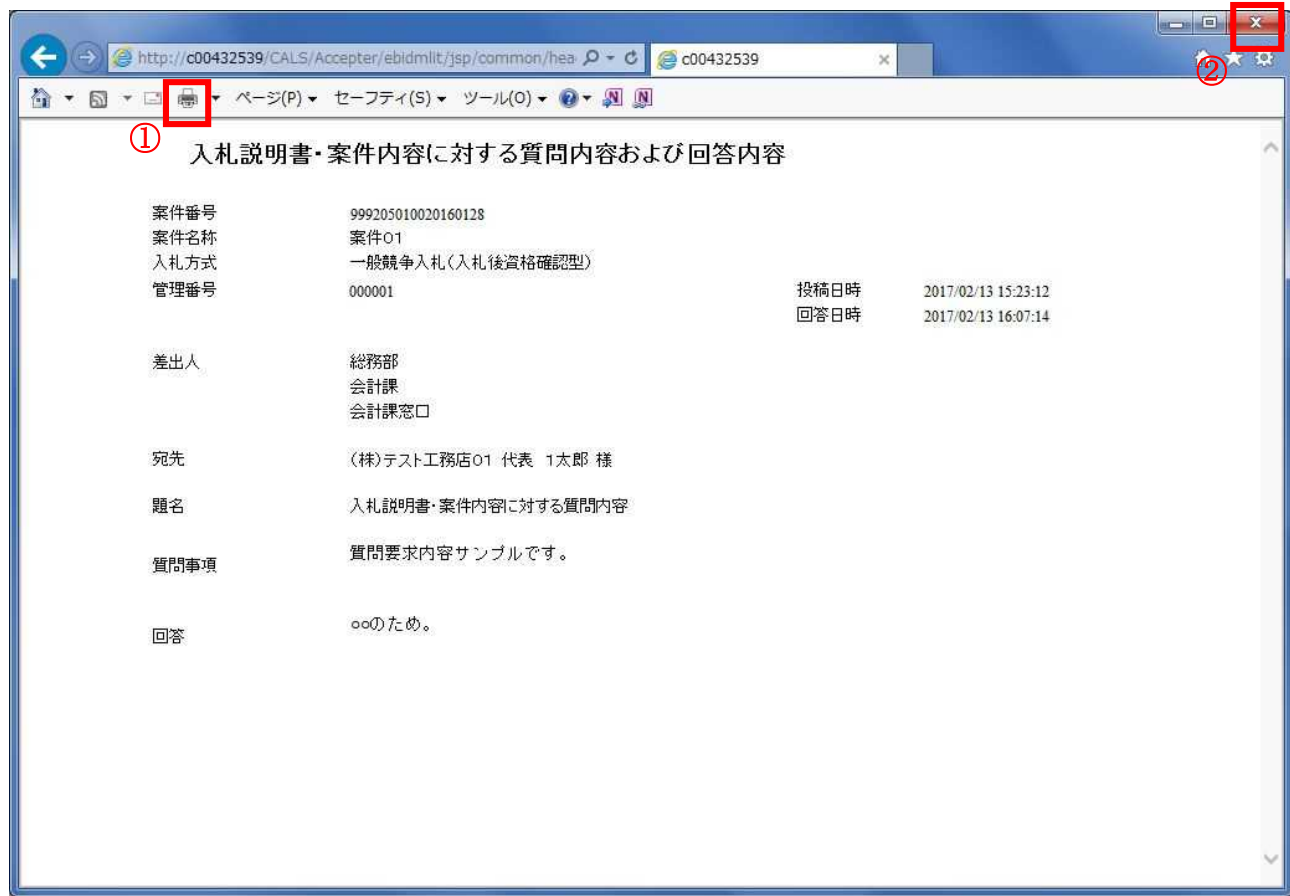 ②
http://c00432539/CALS/Accepter/ebidmlit/jsp/common/hea
c00432539
ページ(P) セーフティ(S) ツール(O)
①
入札説明書・案件内容に対する質問内容および回答内容
案件番号 999205010020160128
案件名称 案件01
入札方式 一般競争入札(入札後資格確認型)
管理番号 000001 投稿日時 2017/02/13 15:23:12
回答日時 2017/02/13 16:07:14
差出人 総務部
会計課
会計課窓口
宛先 (株)テスト工務店01 代表 1太郎 様
題名 入札説明書・案件内容に対する質問内容
質問事項 質問要求内容サンプルです。
回答 ○○のため。